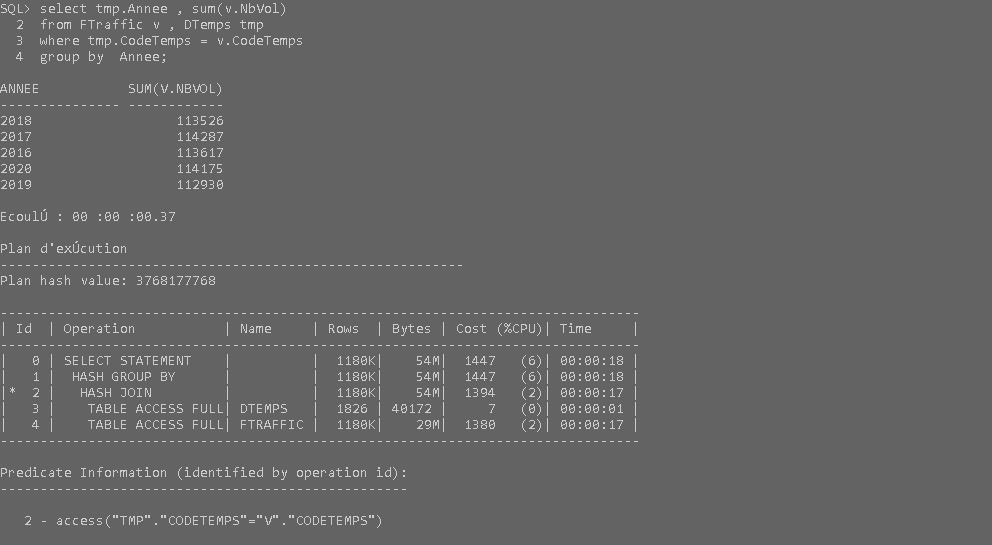 SQL> select tmp.Annee , sum(v.NbVol)
  2  from FTraffic v , DTemps tmp
  3  where tmp.CodeTemps = v.CodeTemps
  4  group by  Annee;

ANNEE           SUM(V.NBVOL)
--------------- ------------
2018                  113526
2017                  114287
2016                  113617
2020                  114175
2019                  112930

EcoulÚ : 00 :00 :00.37

Plan d'exÚcution
----------------------------------------------------------
Plan hash value: 3768177768

--------------------------------------------------------------------------------
| Id  | Operation           | Name     | Rows  | Bytes | Cost (%CPU)| Time     |
--------------------------------------------------------------------------------
|   0 | SELECT STATEMENT    |          |  1180K|    54M|  1447   (6)| 00:00:18 |
|   1 |  HASH GROUP BY      |          |  1180K|    54M|  1447   (6)| 00:00:18 |
|*  2 |   HASH JOIN         |          |  1180K|    54M|  1394   (2)| 00:00:17 |
|   3 |    TABLE ACCESS FULL| DTEMPS   |  1826 | 40172 |     7   (0)| 00:00:01 |
|   4 |    TABLE ACCESS FULL| FTRAFFIC |  1180K|    29M|  1380   (2)| 00:00:17 |
--------------------------------------------------------------------------------

Predicate Information (identified by operation id):
---------------------------------------------------

   2 - access("TMP"."CODETEMPS"="V"."CODETEMPS")